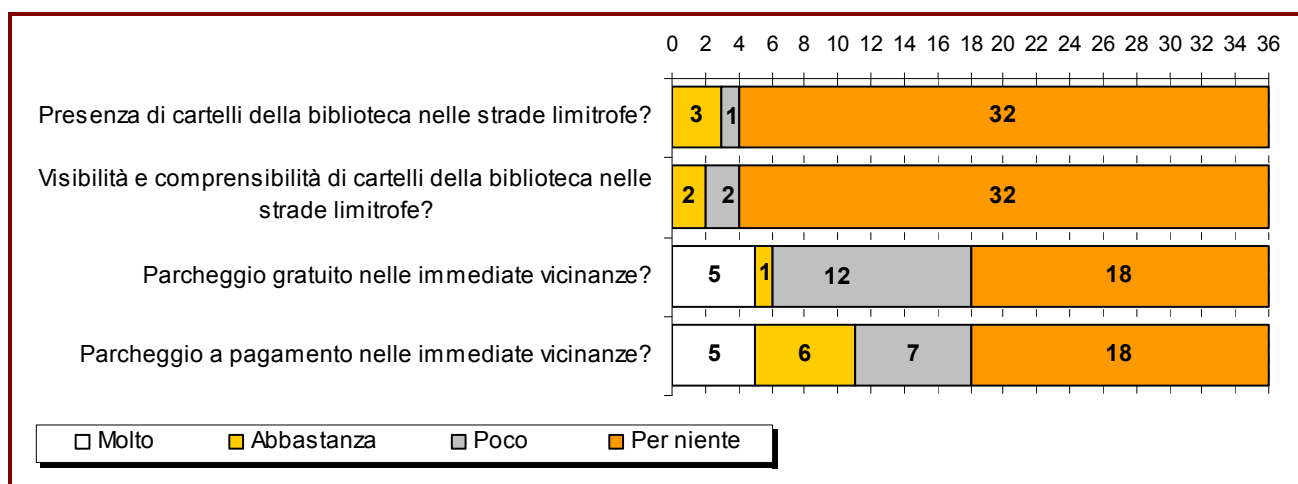 0 2 4 6 8 10 12 14 16 18 20 22 24 26 28 30 32 34 36
Presenza di cartelli della biblioteca nelle strade limitrofe?
3 1 32
Visibilità e comprensibilità di cartelli della biblioteca nelle
strade limitrofe?
2 2 32
Parcheggio gratuito nelle immediate vicinanze?
5 1 12 18
Parcheggio a pagamento nelle immediate vicinanze?
5 6 7 18
Molto Abbastanza Poco Per niente